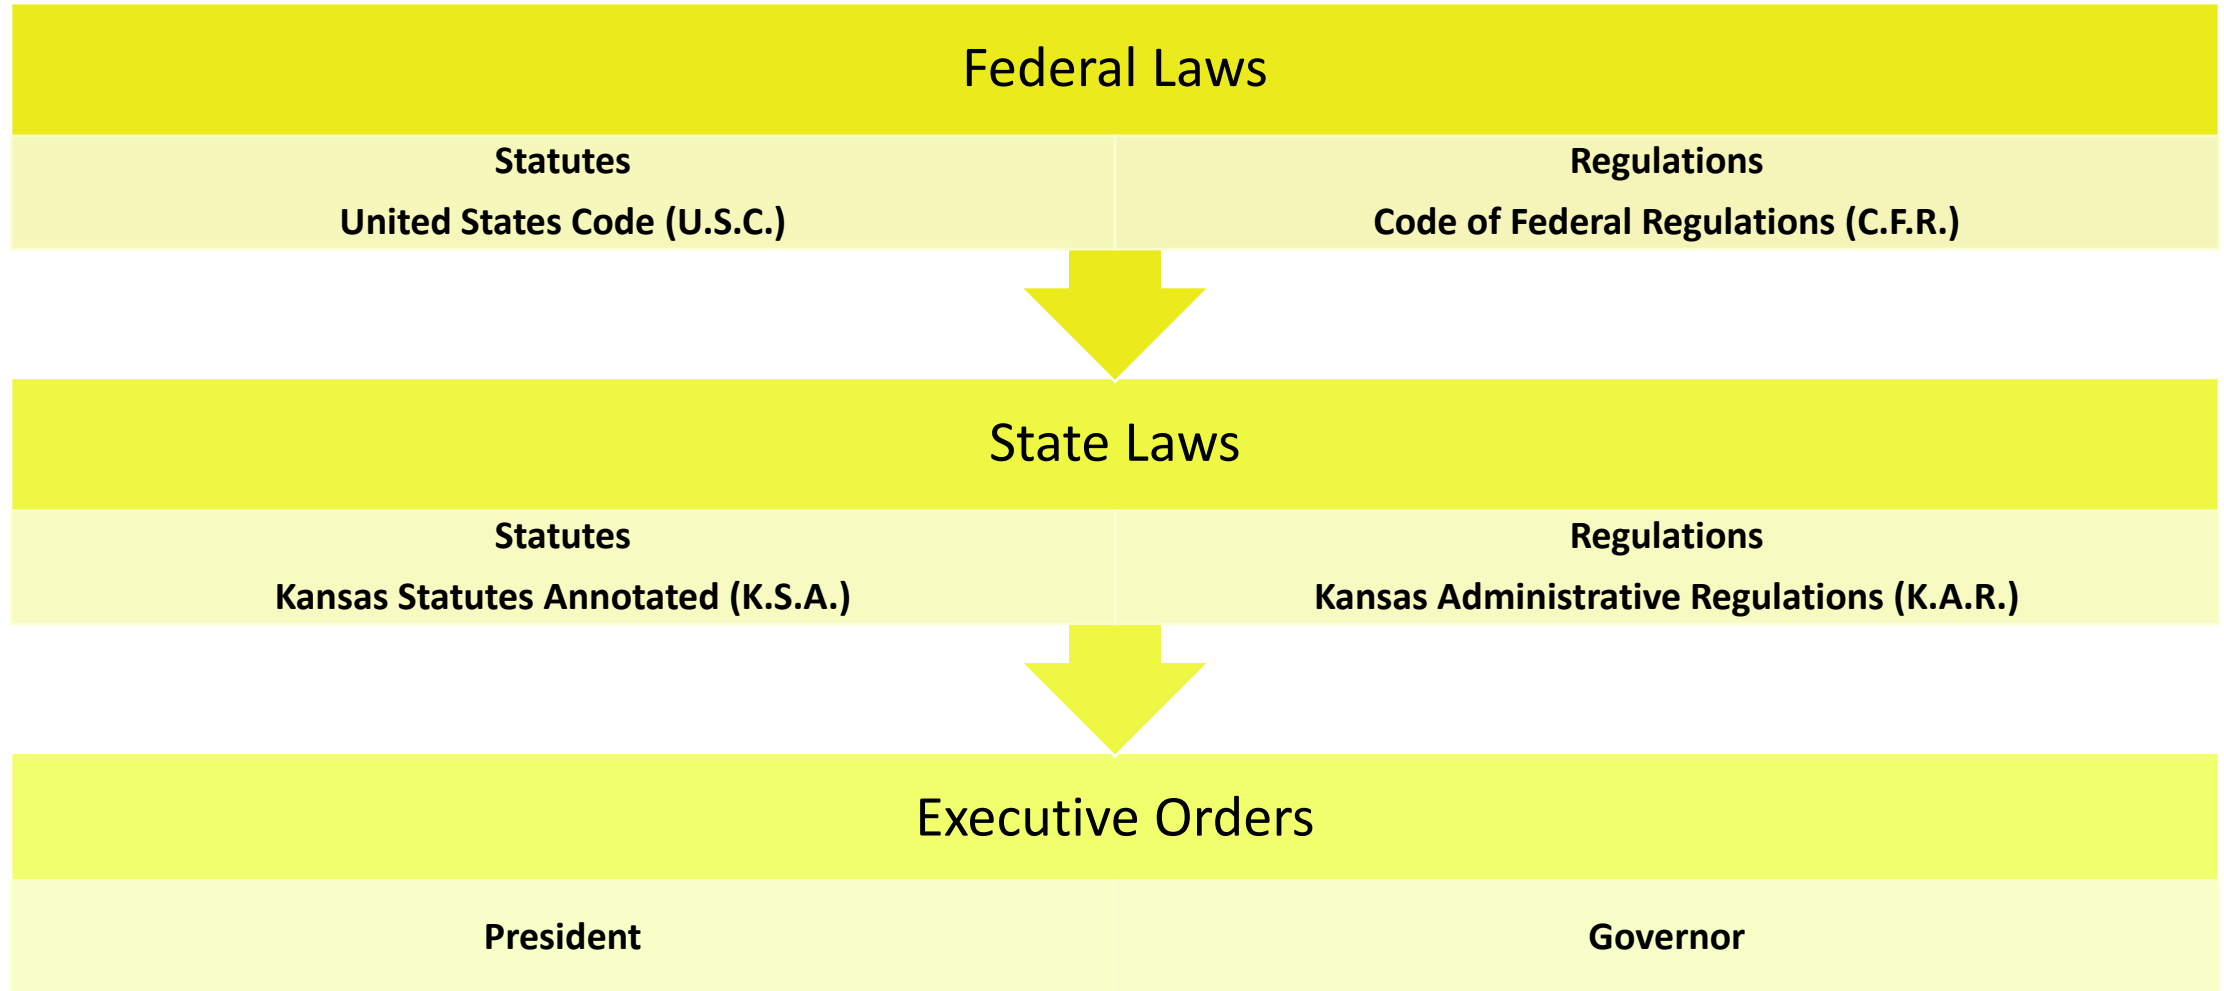 Federal Laws
Statutes
United States Code (U.S.C.)
Regulations
Code of Federal Regulations (C.F.R.)
State Laws
Statutes
Kansas Statutes Annotated (K.S.A.)
Regulations
Kansas Administrative Regulations (K.A.R.)
Executive Orders
President
Governor